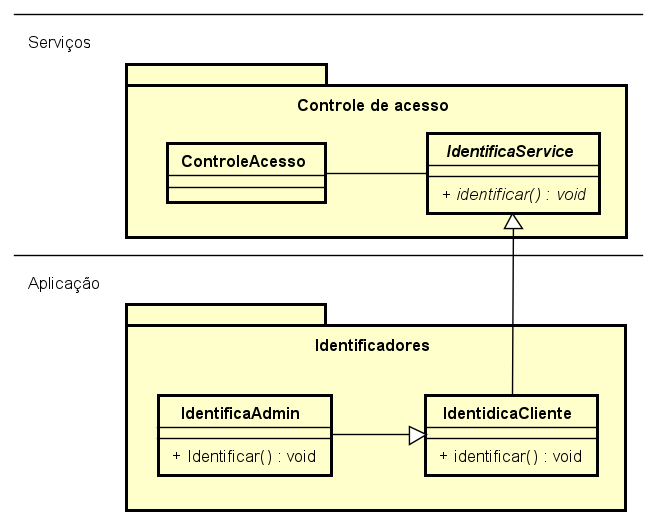 Serviços
Controle de acesso
ControleAcesso
IdentificaService
+ identificar() : void
Aplicação
Identificadores
IdentificaAdmin
+ Identificar() : void
IdentidicaCliente
+ identificar() : void